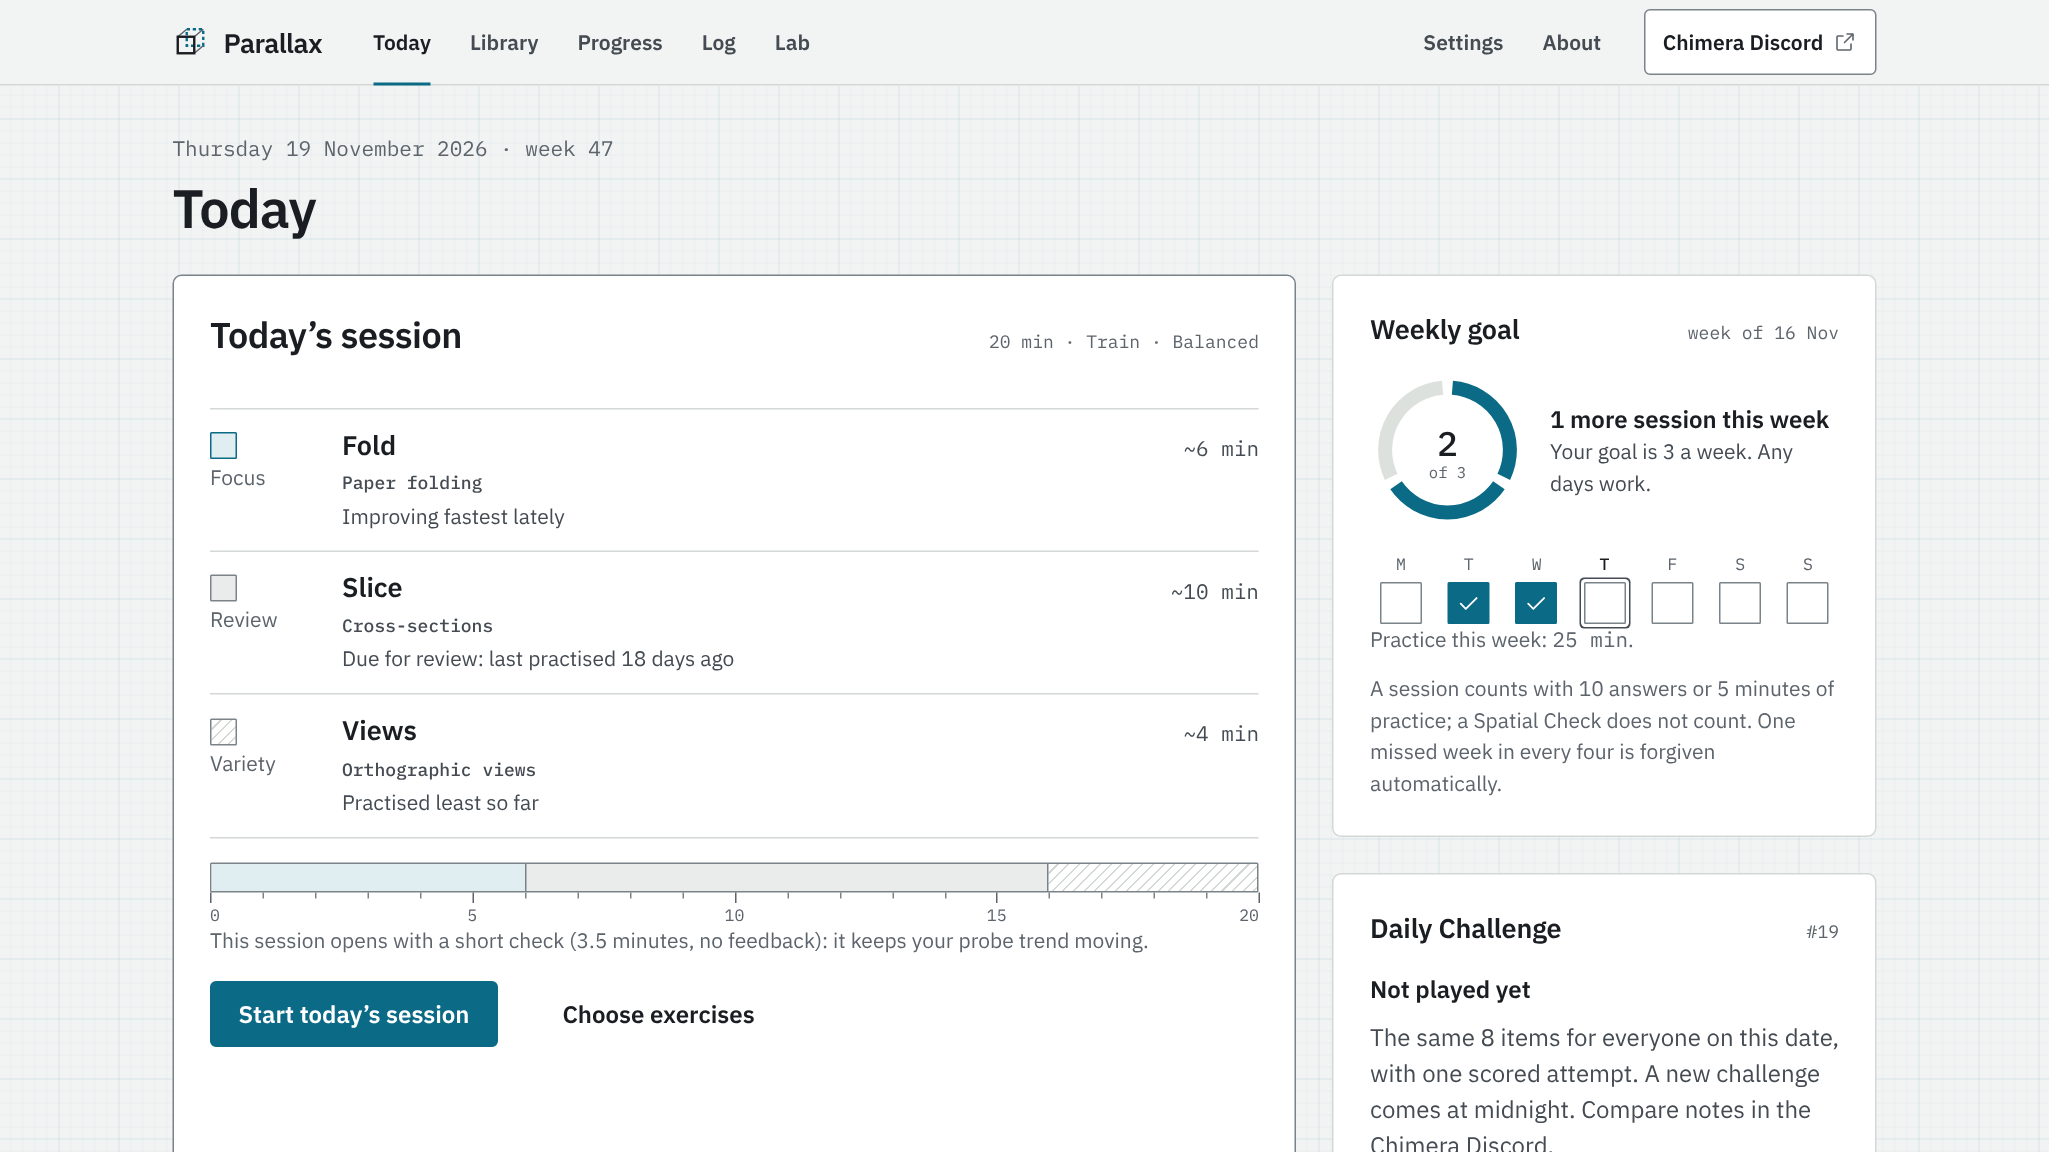 Parallax
Today
Library
Progress
Log
Lab
Settings
About
Chimera Discord
Thursday 19 November 2026 · week 47
Today
Today’s session
20 min · Train · Balanced
Focus
Fold
~6 min
Paper folding
Improving fastest lately
Review
Slice
~10 min
Cross-sections
Due for review: last practised 18 days ago
Variety
Views
~4 min
Orthographic views
Practised least so far
0 5 10 15 20
This session opens with a short check (3.5 minutes, no feedback): it keeps your probe trend moving.
Start today’s session
Choose exercises
Weekly goal
week of 16 Nov
2
of 3
1 more session this week
Your goal is 3 a week. Any
days work.
M T W T F S S
Practice this week: 25 min.
A session counts with 10 answers or 5 minutes of
practice; a Spatial Check does not count. One
missed week in every four is forgiven
automatically.
Daily Challenge
#19
Not played yet
The same 8 items for everyone on this date,
with one scored attempt. A new challenge
comes at midnight. Compare notes in the
Chimera Discord.